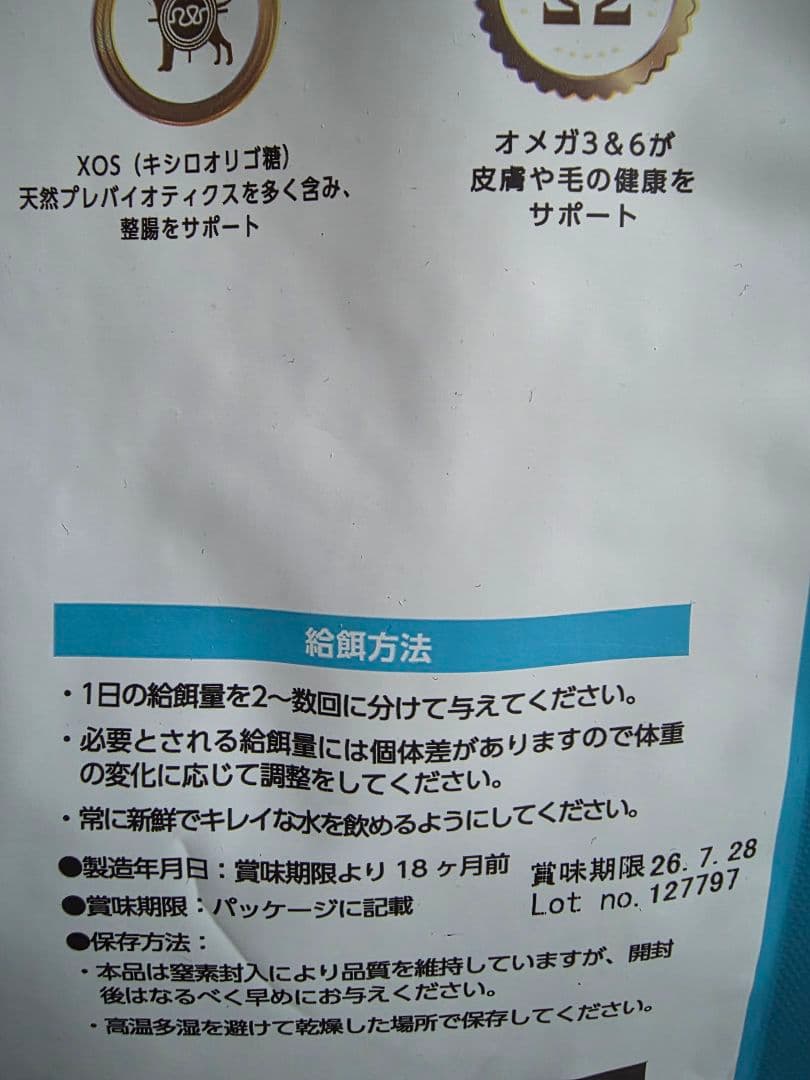 XOS（キシロオリゴ糖）
天然プレバイオティクスを多く含み、
整腸をサポート
オメガ3&6が
皮膚や毛の健康を
サポート
給餌方法
・1日の給餌量を2～数回に分けて与えてください。
・必要とされる給餌量には個体差がありますので体重
の変化に応じて調整をしてください。
・常に新鮮でキレイな水を飲めるようにしてください。
●製造年月日：賞味期限より 18 ヶ月前
賞味期限 26. 7. 28
Lot no. 127797
●賞味期限：パッケージに記載
●保存方法：
・本品は窒素封入により品質を維持していますが、開封
後はなるべく早めにお与えください。
・高温多湿を避けて乾燥した場所で保存してください。